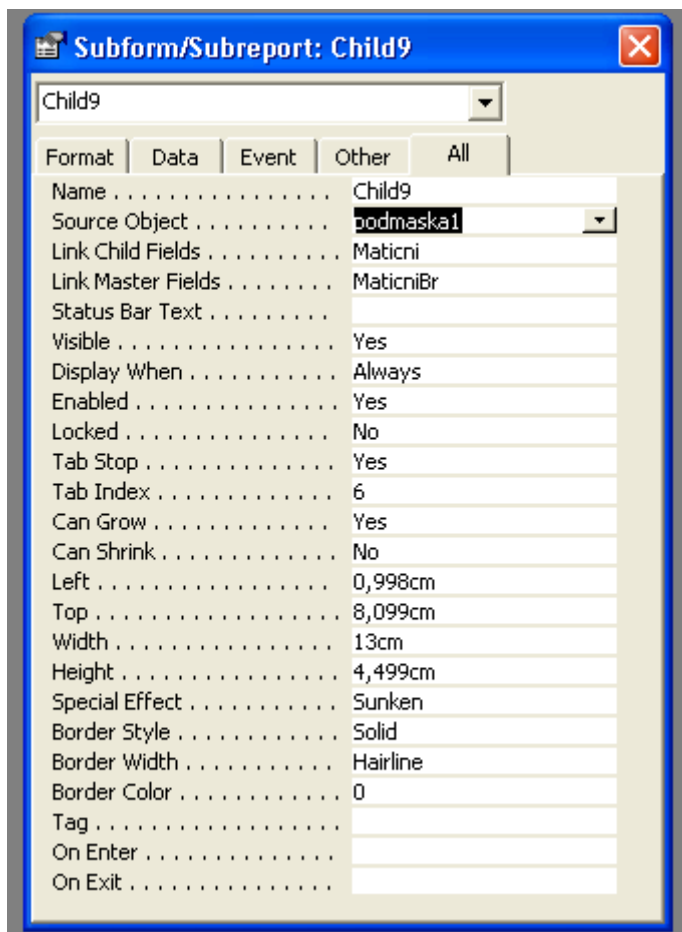 Subform/Subreport: Child9
Child9
Format Data Event Other All
Name . . . . . . . . . . . . . . . . . Child9
Source Object . . . . . . . . . . . podmaska1
Link Child Fields . . . . . . . . . . Maticni
Link Master Fields . . . . . . . . MaticniBr
Status Bar Text . . . . . . . . .
Visible . . . . . . . . . . . . . . . . . Yes
Display When . . . . . . . . . . . Always
Enabled . . . . . . . . . . . . . . . . Yes
Locked . . . . . . . . . . . . . . . . No
Tab Stop . . . . . . . . . . . . . . . Yes
Tab Index . . . . . . . . . . . . . . 6
Can Grow . . . . . . . . . . . . . . Yes
Can Shrink . . . . . . . . . . . . . . No
Left . . . . . . . . . . . . . . . . . . . 0,998cm
Top . . . . . . . . . . . . . . . . . . . 8,099cm
Width . . . . . . . . . . . . . . . . . . 13cm
Height . . . . . . . . . . . . . . . . . 4,499cm
Special Effect . . . . . . . . . . . Sunken
Border Style . . . . . . . . . . . . Solid
Border Width . . . . . . . . . . . Hairline
Border Color . . . . . . . . . . . . 0
Tag . . . . . . . . . . . . . . . . . . .
On Enter . . . . . . . . . . . . . .
On Exit . . . . . . . . . . . . . . . .